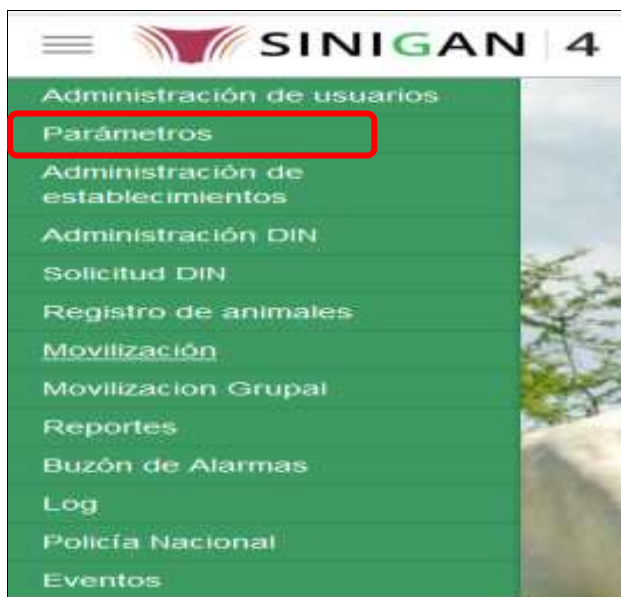 SINIGAN | 4
Administración de usuarios
Parámetros
Administración de
establecimientos
Administración DIN
Solicitud DIN
Registro de animales
Movilización
Movilizacion Grupal
Reportes
Buzón de Alarmas
Log
Policía Nacional
Eventos